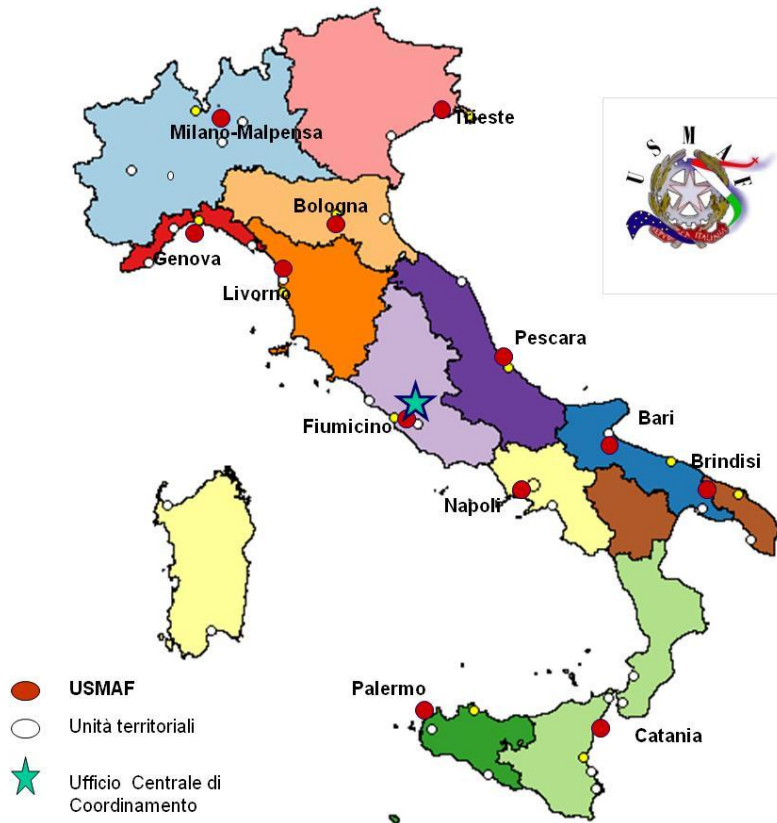 Milano-Malpensa
Trieste
U S M A F
Bologna
Genova
Livorno
Pescara
Fiumicino
Bari
Brindisi
Napoli
USMAF
Unità territoriali
Ufficio Centrale di
Coordinamento
Palermo
Catania